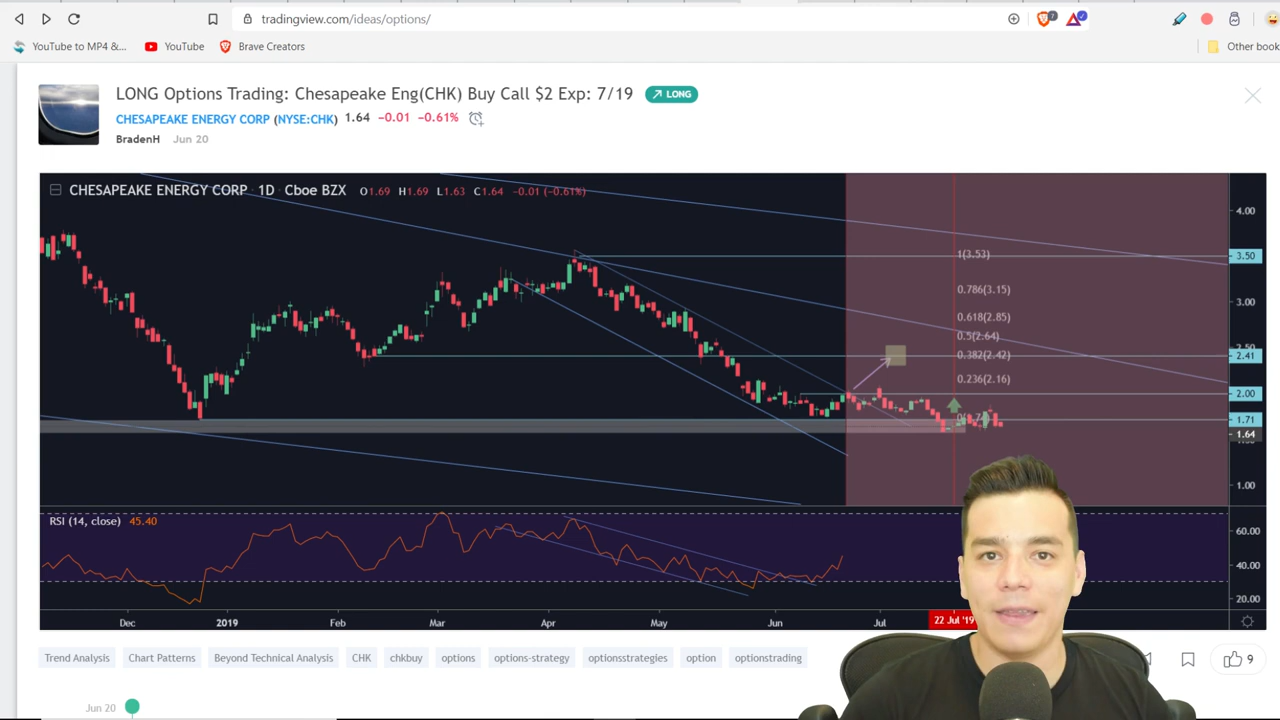 tradingview.com/ideas/options/
YouTube to MP4 &... YouTube Brave Creators Other book
LONG Options Trading: Chesapeake Eng(CHK) Buy Call $2 Exp: 7/19 LONG
CHESAPEAKE ENERGY CORP (NYSE:CHK) 1.64 −0.01 −0.61%
BradenH Jun 20
CHESAPEAKE ENERGY CORP 1D Cboe BZX O1.69 H1.69 L1.63 C1.64 −0.01 (−0.61%)
4.00
1(3.53)
3.50
0.786(3.15)
3.00
0.618(2.85)
0.5(2.64)
0.382(2.42)
2.41
0.236(2.16)
2.00
1.71
1.64
1.00
RSI (14, close) 45.40
60.00
40.00
20.00
Dec 2019 Feb Mar Apr May Jun Jul 22 Jul '19
Trend Analysis Chart Patterns Beyond Technical Analysis CHK chkbuy options options-strategy optionsstrategies option optionstrading 9
Jun 20